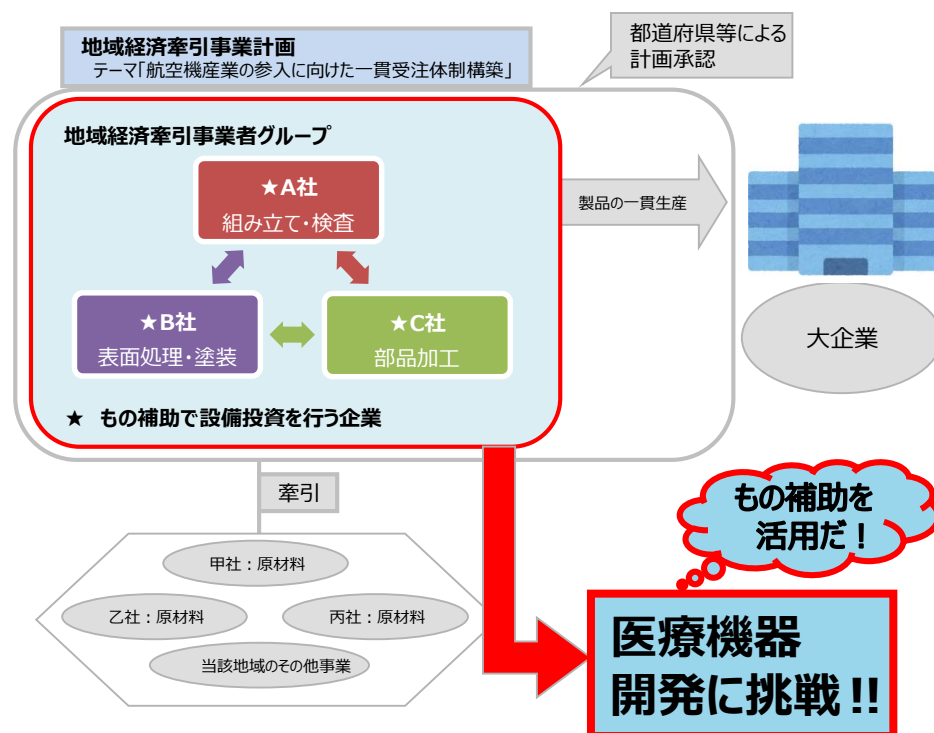 地域経済牽引事業計画
テーマ「航空機産業の参入に向けた一貫受注体制構築」
都道府県等による
計画承認
地域経済牽引事業者グループ
★A社
組み立て・検査
★B社
表面処理・塗装
★C社
部品加工
★ もの補助で設備投資を行う企業
製品の一貫生産
大企業
牽引
甲社：原材料
乙社：原材料
丙社：原材料
当該地域のその他事業
もの補助を
活用だ！
医療機器
開発に挑戦!!